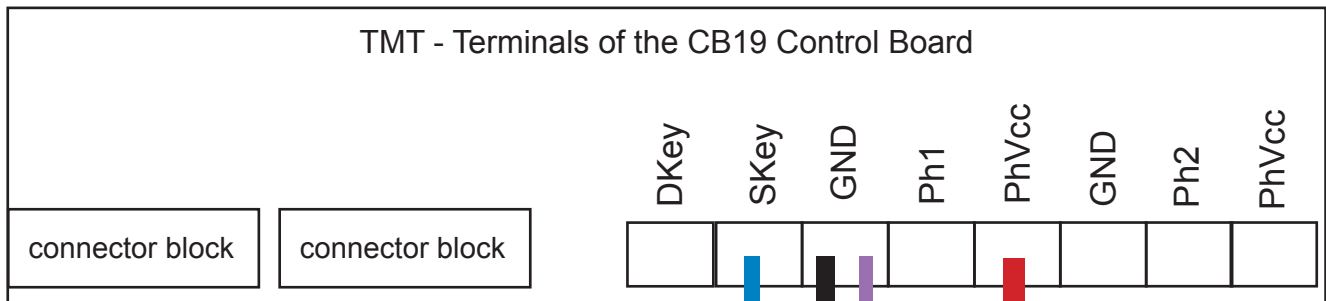 TMT - Terminals of the CB19 Control Board
DKey
SKey
GND
Ph1
PhVcc
GND
Ph2
PhVcc
connector block
connector block